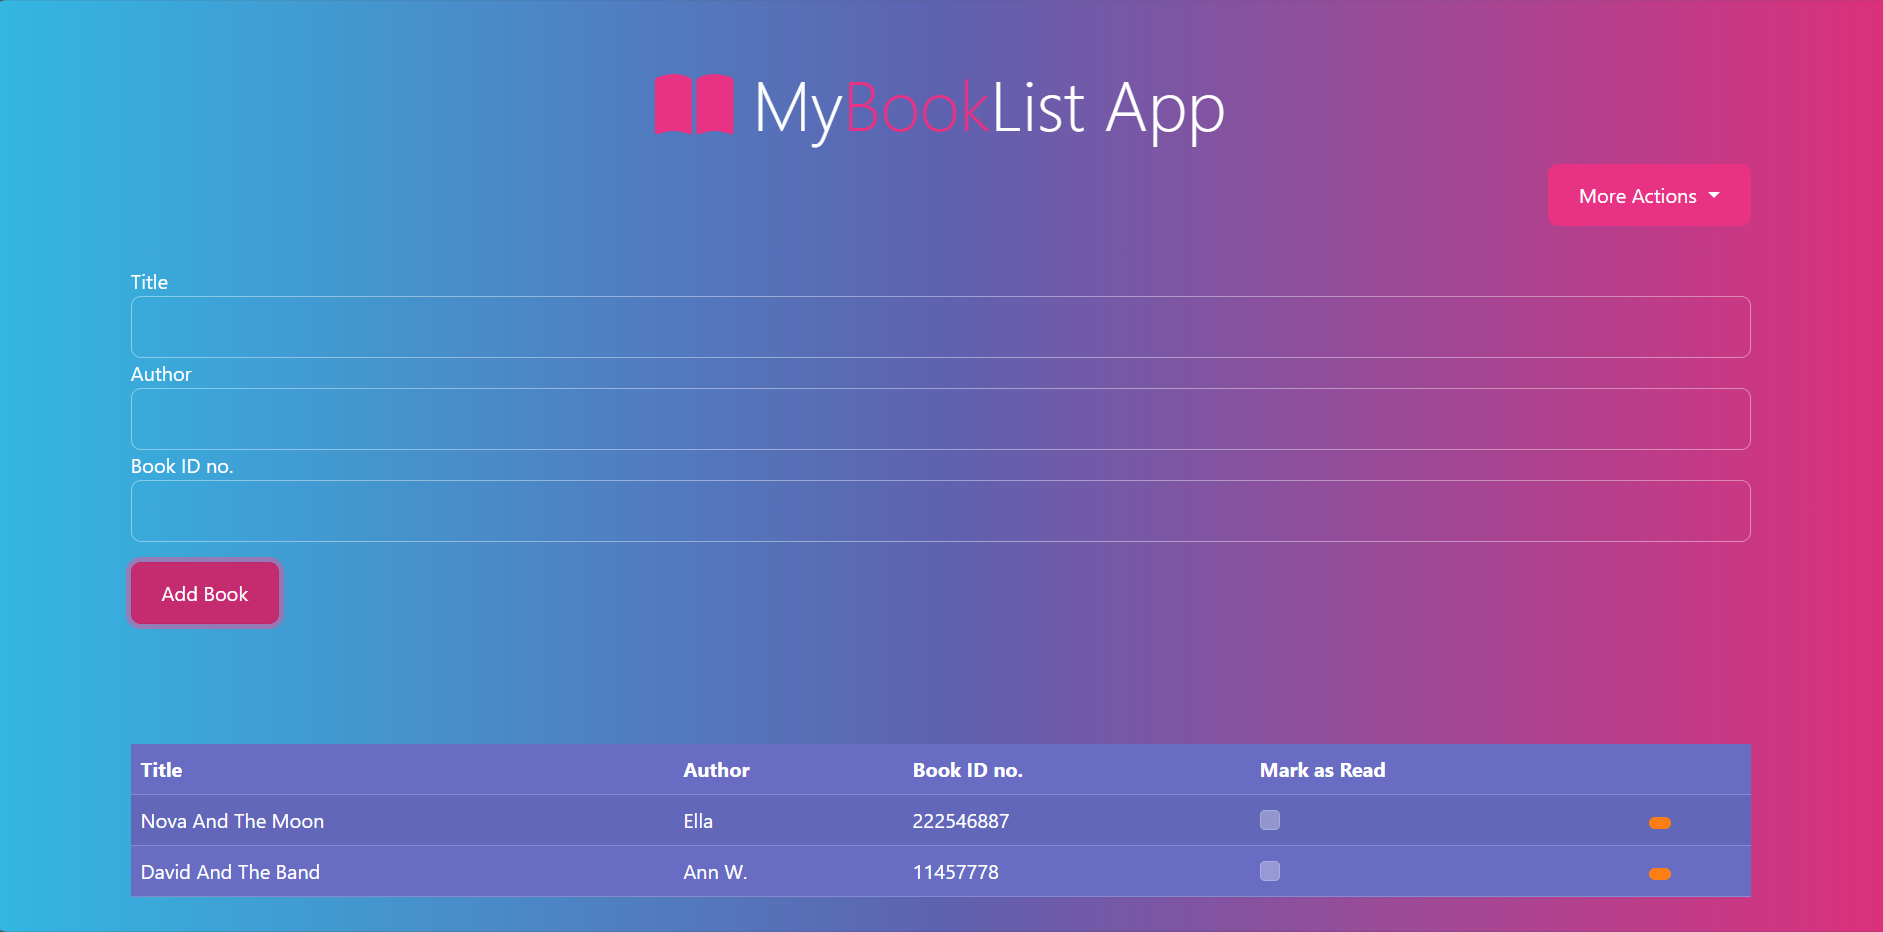 MyBookList App
More Actions
Title
Author
Book ID no.
Add Book
Title Author Book ID no. Mark as Read
Nova And The Moon Ella 222546887
David And The Band Ann W. 11457778